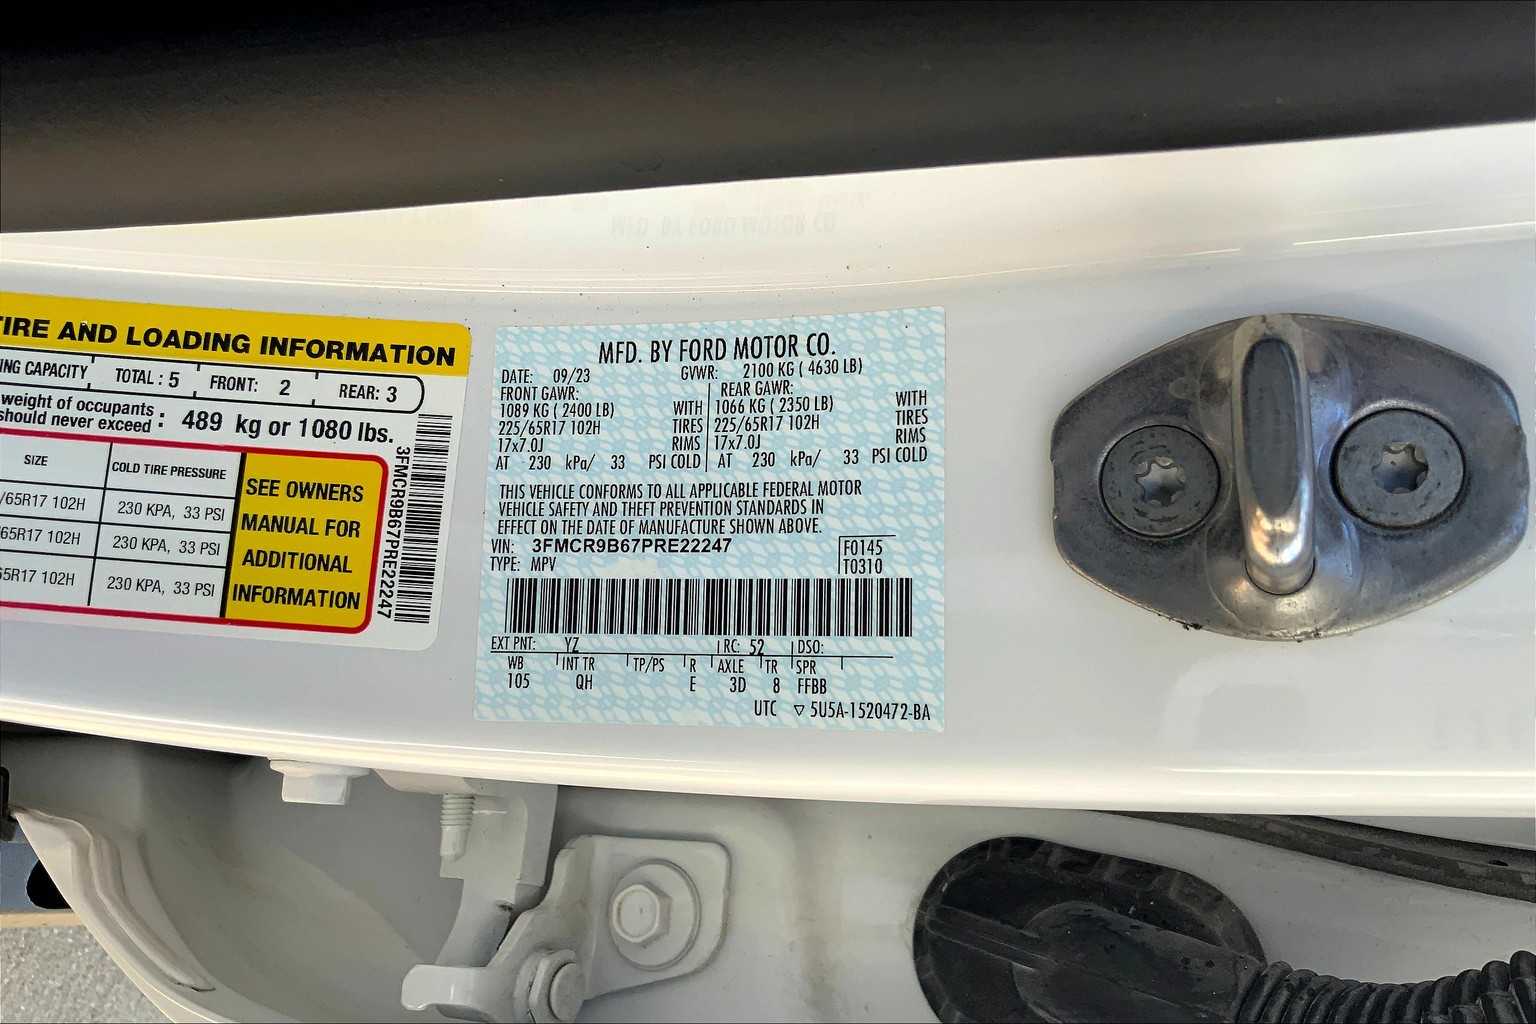 TIRE AND LOADING INFORMATION
ING CAPACITY TOTAL : 5 FRONT: 2 REAR: 3
weight of occupants
should never exceed : 489 kg or 1080 lbs.
SIZE COLD TIRE PRESSURE
/65R17 102H 230 KPA, 33 PSI
65R17 102H 230 KPA, 33 PSI
65R17 102H 230 KPA, 33 PSI
SEE OWNERS
MANUAL FOR
ADDITIONAL
INFORMATION
3FMCR9B67PRE22247
MFD. BY FORD MOTOR CO.
DATE: 09/23 GVWR: 2100 KG ( 4630 LB)
FRONT GAWR: REAR GAWR:
1089 KG ( 2400 LB) WITH 1066 KG ( 2350 LB) WITH
225/65R17 102H TIRES 225/65R17 102H TIRES
17x7.0J RIMS 17x7.0J RIMS
AT 230 kPa/ 33 PSI COLD AT 230 kPa/ 33 PSI COLD
THIS VEHICLE CONFORMS TO ALL APPLICABLE FEDERAL MOTOR
VEHICLE SAFETY AND THEFT PREVENTION STANDARDS IN
EFFECT ON THE DATE OF MANUFACTURE SHOWN ABOVE.
VIN: 3FMCR9B67PRE22247 F0145
TYPE: MPV T0310
EXT PNT: YZ RC: 52 DSO:
WB INT TR TP/PS R AXLE TR SPR
105 QH E 3D 8 FFBB
UTC ▽ 5U5A-1520472-BA